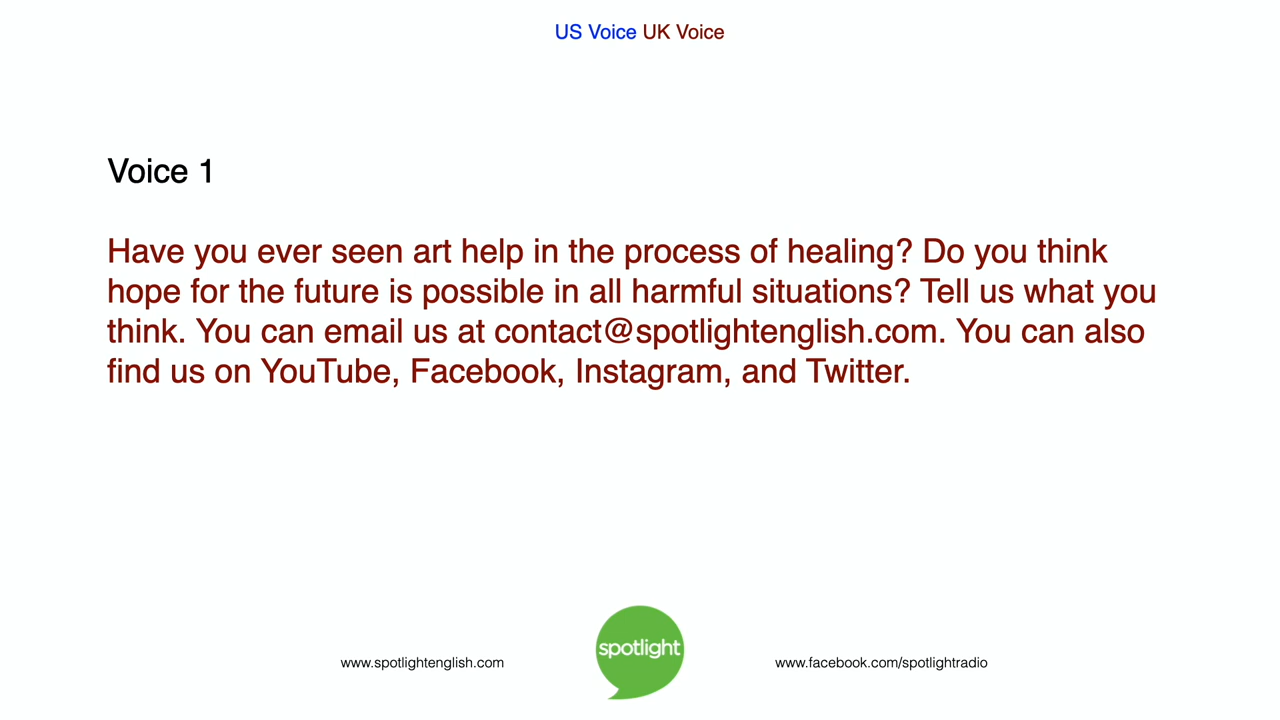 US Voice UK Voice
Voice 1
Have you ever seen art help in the process of healing? Do you think
hope for the future is possible in all harmful situations? Tell us what you
think. You can email us at contact@spotlightenglish.com. You can also
find us on YouTube, Facebook, Instagram, and Twitter.
www.spotlightenglish.com
spotlight
www.facebook.com/spotlightradio